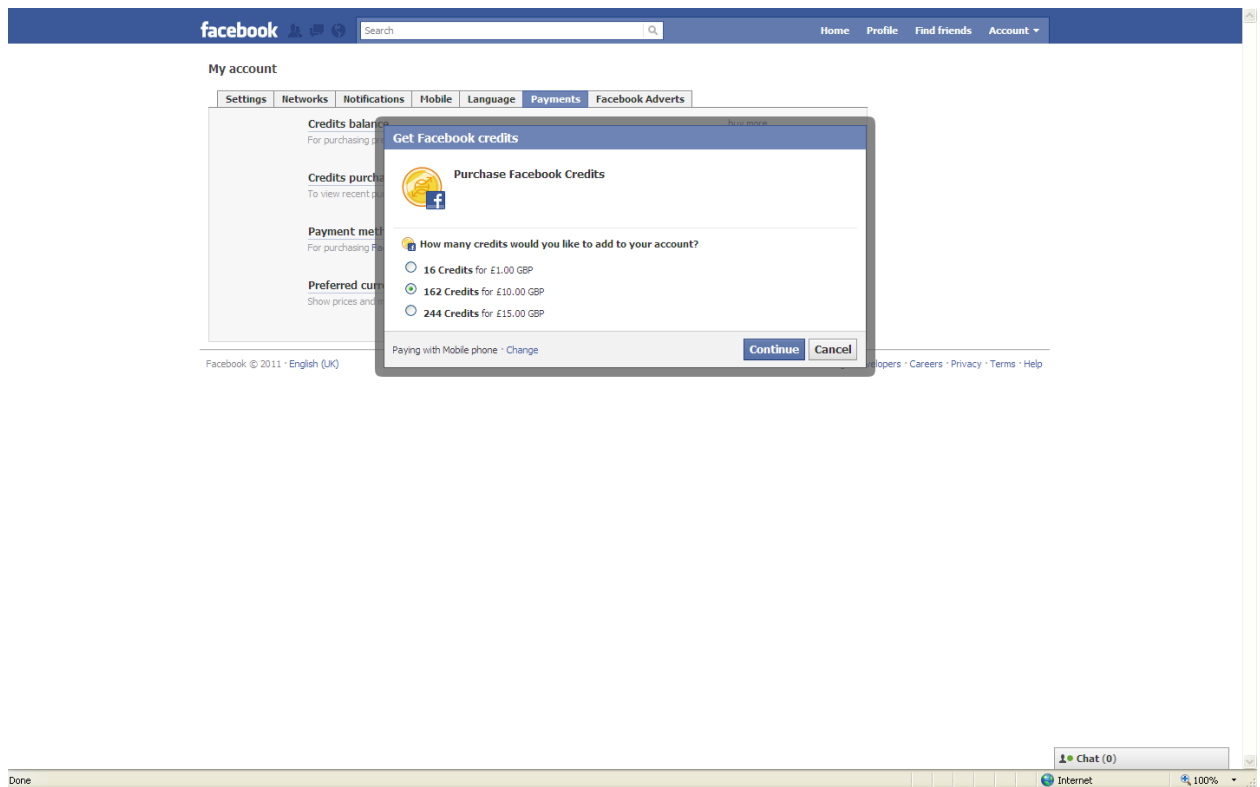 facebook Search Home Profile Find friends Account
My account
Settings Networks Notifications Mobile Language Payments Facebook Adverts
Credits balance buy more
For purchasing
Get Facebook credits
Purchase Facebook Credits
Credits
To view recent
Payment
For purchasing
How many credits would you like to add to your account?
16 Credits for £1.00 GBP
Preferred
162 Credits for £10.00 GBP
Show prices and
244 Credits for £15.00 GBP
Paying with Mobile phone · Change Continue Cancel
Facebook © 2011 · English (UK) · Careers · Privacy · Terms · Help
Chat (0)
Done Internet 100%